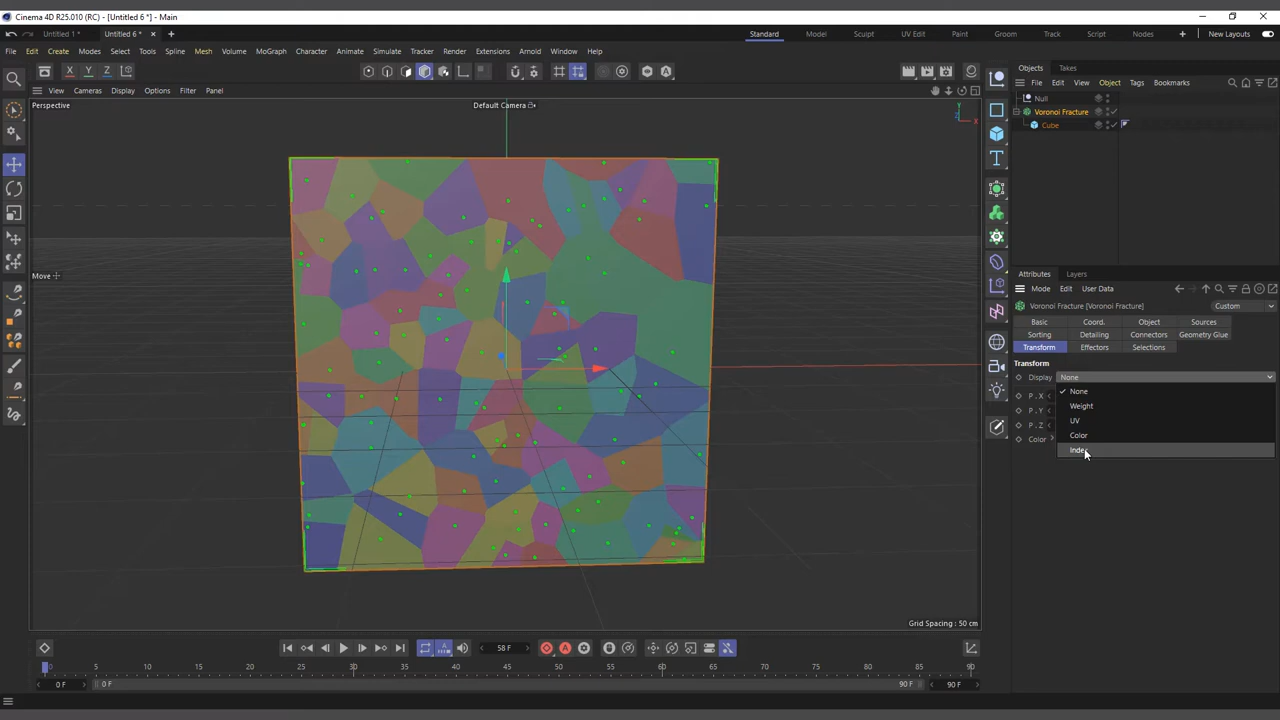 Cinema 4D R25.010 (RC) - [Untitled 6 *] - Main
Untitled 1 *
Untitled 6 *
Standard
Model
Sculpt
UV Edit
Paint
Groom
Track
Script
Nodes
New Layouts
File Edit Create Modes Select Tools Spline Mesh Volume MoGraph Character Animate Simulate Tracker Render Extensions Arnold Window Help
X Y Z
View Cameras Display Options Filter Panel
Perspective
Default Camera
Y
Z
X
Move
Grid Spacing : 50 cm
Objects Takes
File Edit View Object Tags Bookmarks
Null
Voronoi Fracture
Cube
Attributes Layers
Mode Edit User Data
Voronoi Fracture [Voronoi Fracture]
Custom
Basic Coord. Object Sources
Sorting Detailing Connectors Geometry Glue
Transform Effectors Selections
Transform
Display None
None
P . X
Weight
P . Y
UV
P . Z
Color
Color
Index
58 F
0 5 10 15 20 25 30 35 40 45 50 55 60 65 70 75 80 85 90
0 F
0 F
90 F
90 F